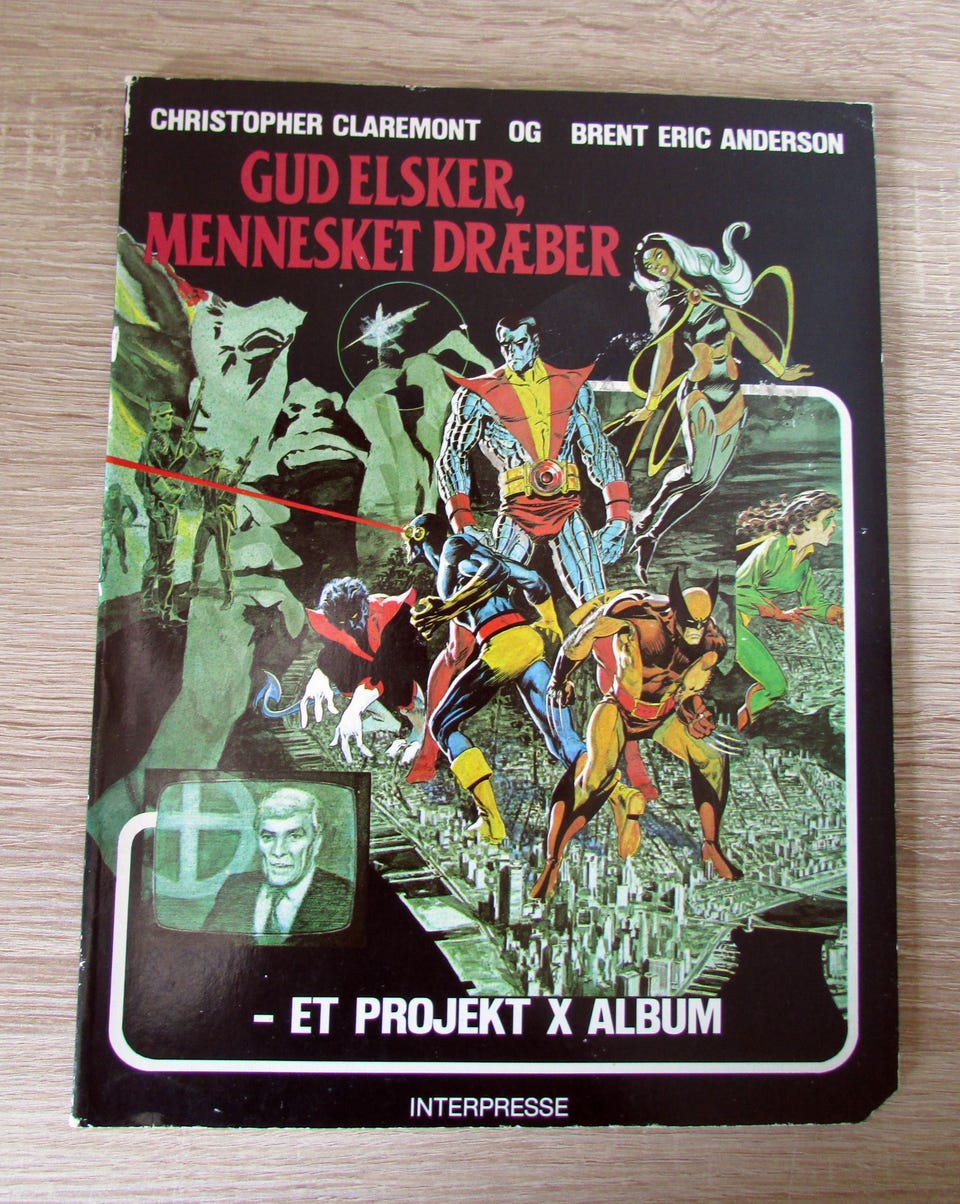 CHRISTOPHER CLAREMONT OG BRENT ERIC ANDERSON
GUD ELSKER,
MENNESKET DRÆBER
- ET PROJEKT X ALBUM
INTERPRESSE